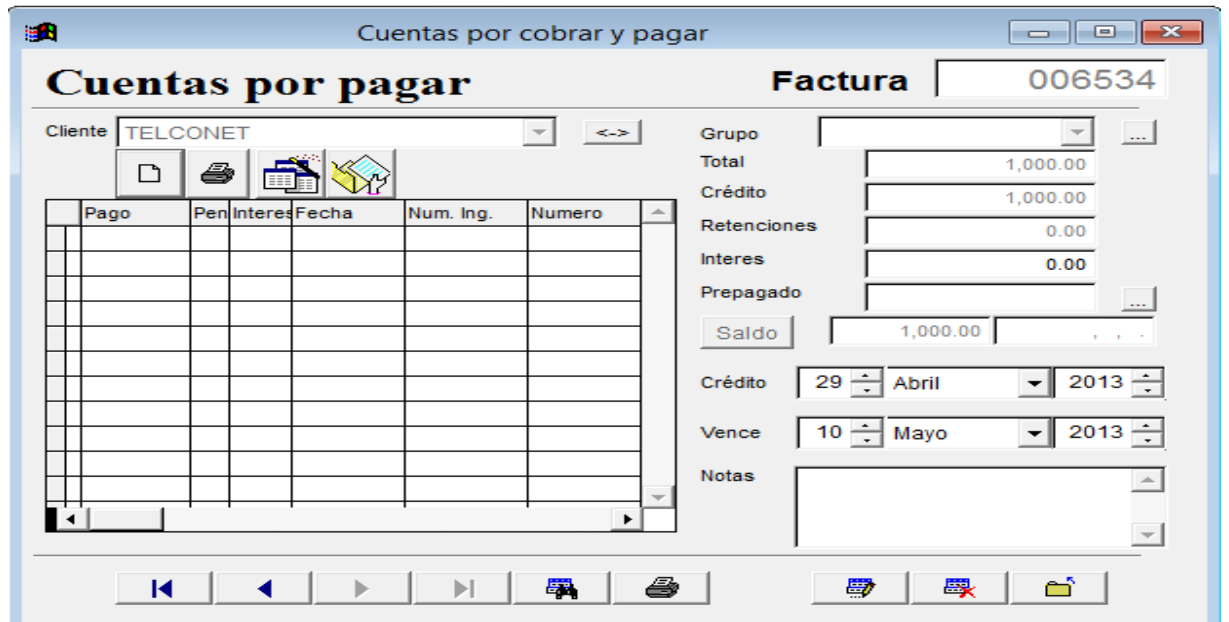 Cuentas por cobrar y pagar
Cuentas por pagar
Factura 006534
Cliente TELCONET <->
Grupo ...
Total 1,000.00
Crédito 1,000.00
Retenciones 0.00
Interes 0.00
Prepagado ...
Saldo 1,000.00 , , .
Pago Pen Interes Fecha Num. Ing. Numero
Crédito 29 Abril 2013
Vence 10 Mayo 2013
Notas